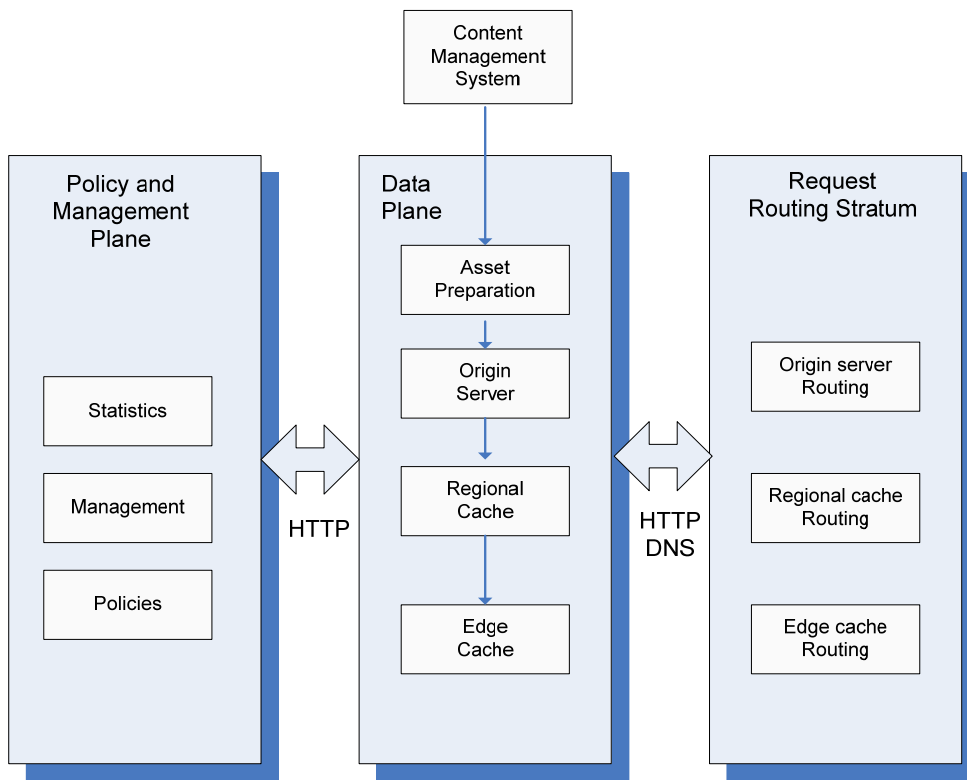 Content
Management
System
Policy and
Management
Plane
Statistics
Management
Policies
HTTP
Data
Plane
Asset
Preparation
Origin
Server
Regional
Cache
Edge
Cache
HTTP
DNS
Request
Routing Stratum
Origin server
Routing
Regional cache
Routing
Edge cache
Routing